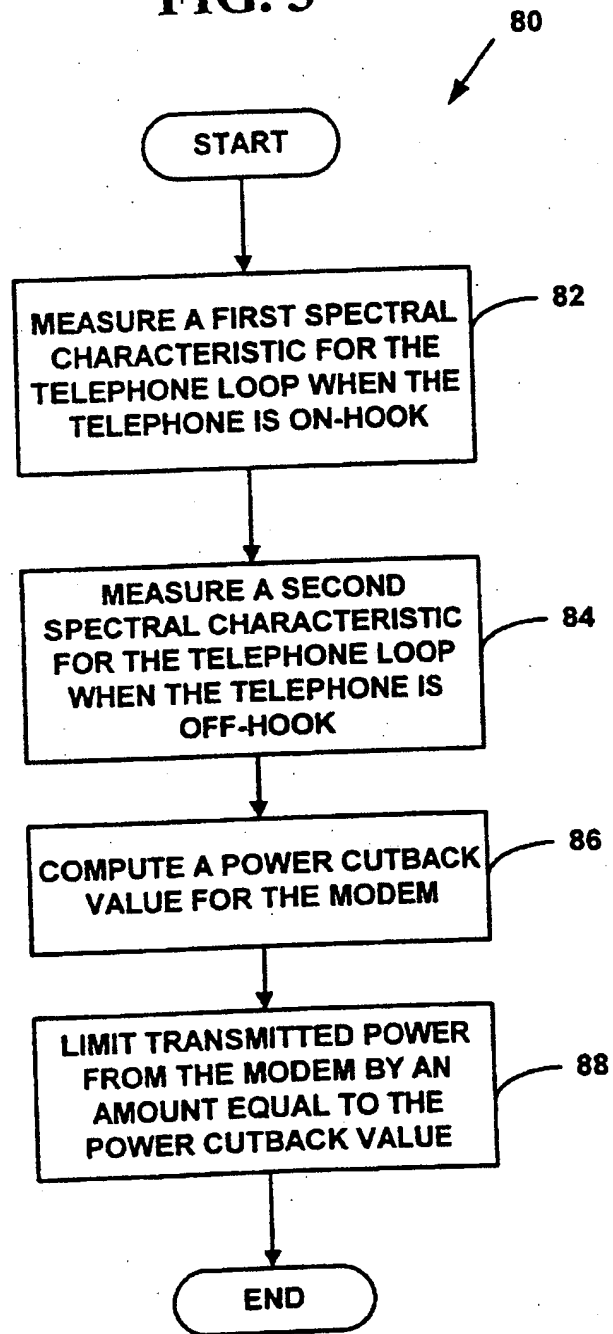 FIG.
80
START
MEASURE A FIRST SPECTRAL
CHARACTERISTIC FOR THE
TELEPHONE LOOP WHEN THE
TELEPHONE IS ON-HOOK
82
MEASURE A SECOND
SPECTRAL CHARACTERISTIC
FOR THE TELEPHONE LOOP
WHEN THE TELEPHONE IS
OFF-HOOK
84
COMPUTE A POWER CUTBACK
VALUE FOR THE MODEM
86
LIMIT TRANSMITTED POWER
FROM THE MODEM BY AN
AMOUNT EQUAL TO THE
POWER CUTBACK VALUE
88
END